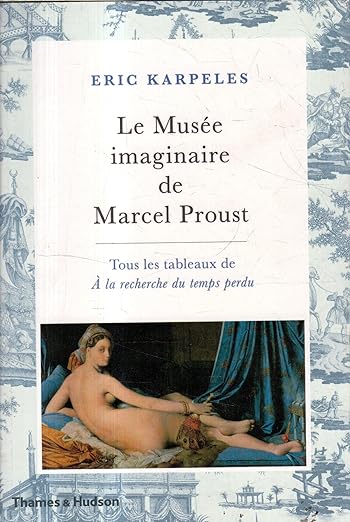 ERIC KARPELES
Le Musée
imaginaire
de
Marcel Proust
Tous les tableaux de
À la recherche du temps perdu
Thames & Hudson